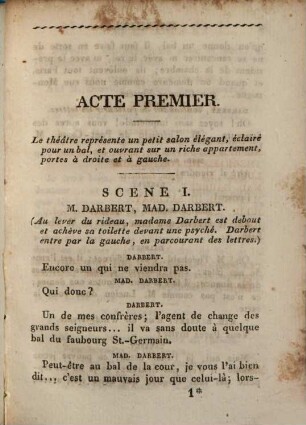 ACTE PREMIER.
Le théâtre représente un petit salon élégant, éclairé
pour un bal, et ouvrant sur un riche appartement,
portes à droite et à gauche.
SCENE I.
M. DARBERT, MAD. DARBERT.
(Au lever du rideau, madame Darbert est debout
et achève sa toilette devant une psyché. Darbert
entre par la gauche, en parcourant des lettres.)
DARBERT.
Encore un qui ne viendra pas.
MAD. DARBERT.
Qui donc?
DARBERT.
Un de mes confrères; l'agent de change des
grands seigneurs... il va sans doute à quelque
bal du faubourg St.-Germain.
MAD. DARBERT.
Peut-être au bal de la cour, je vous l'ai bien
dit... c'est un mauvais jour que celui-là; lors-
1*